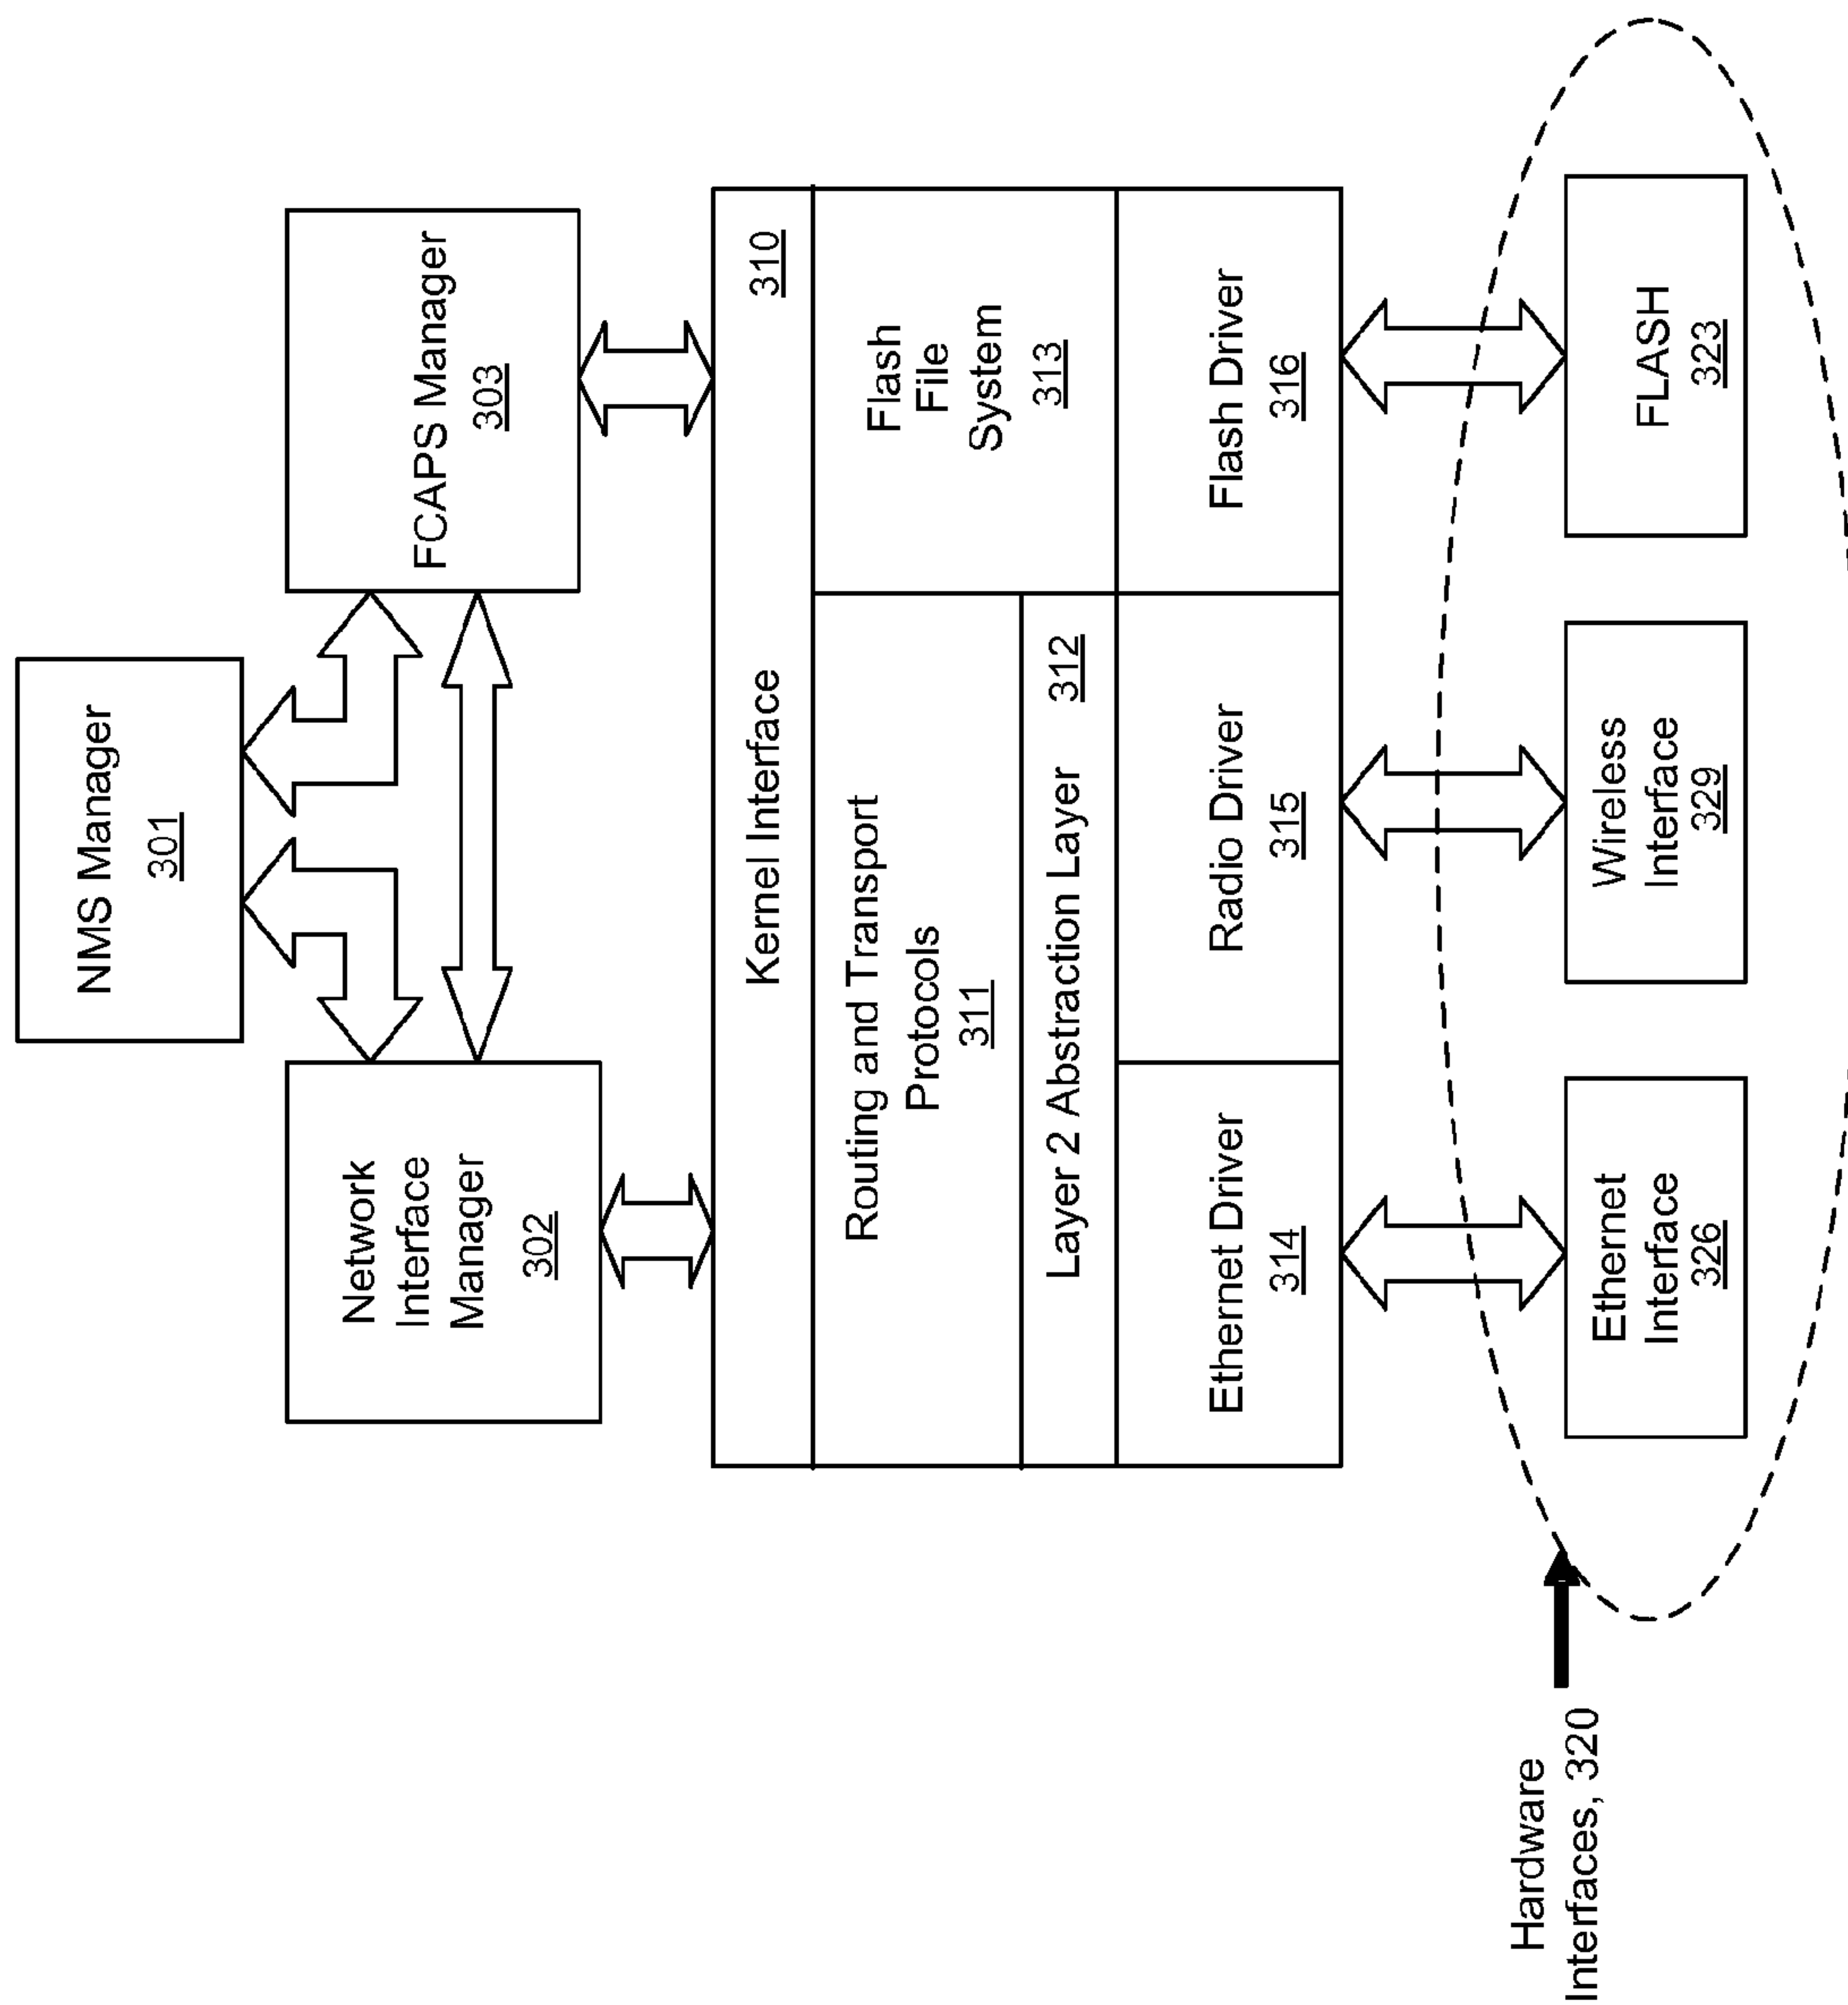 NMS Manager
301
Network
Interface
Manager
302
FCAPS Manager
303
Kernel Interface
310
Routing and Transport
Protocols
311
Flash
File
System
313
Layer 2 Abstraction Layer
312
Ethernet Driver
314
Radio Driver
315
Flash Driver
316
Hardware
Interfaces, 320
Ethernet
Interface
326
Wireless
Interface
329
FLASH
323